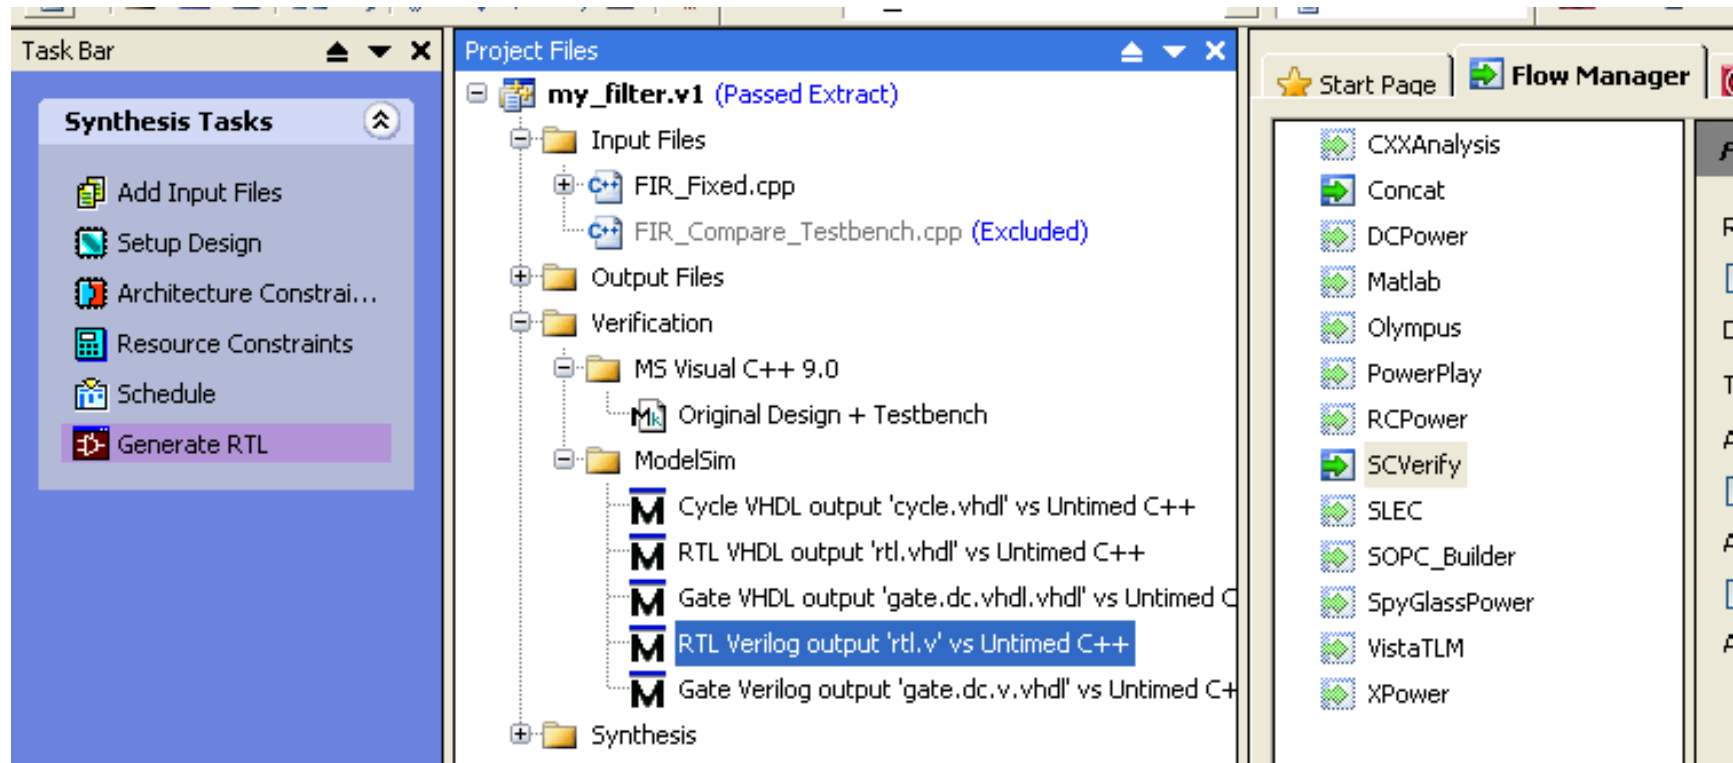 Task Bar
Synthesis Tasks
Add Input Files
Setup Design
Architecture Constrai...
Resource Constraints
Schedule
Generate RTL
Project Files
my_filter.v1 (Passed Extract)
Input Files
FIR_Fixed.cpp
FIR_Compare_Testbench.cpp (Excluded)
Output Files
Verification
MS Visual C++ 9.0
Original Design + Testbench
ModelSim
Cycle VHDL output 'cycle.vhdl' vs Untimed C++
RTL VHDL output 'rtl.vhdl' vs Untimed C++
Gate VHDL output 'gate.dc.vhdl.vhdl' vs Untimed C
RTL Verilog output 'rtl.v' vs Untimed C++
Gate Verilog output 'gate.dc.v.vhdl' vs Untimed C+
Synthesis
Start Page
Flow Manager
CXXAnalysis
Concat
DCPower
Matlab
Olympus
PowerPlay
RCPower
SCVerify
SLEC
SOPC_Builder
SpyGlassPower
VistaTLM
XPower